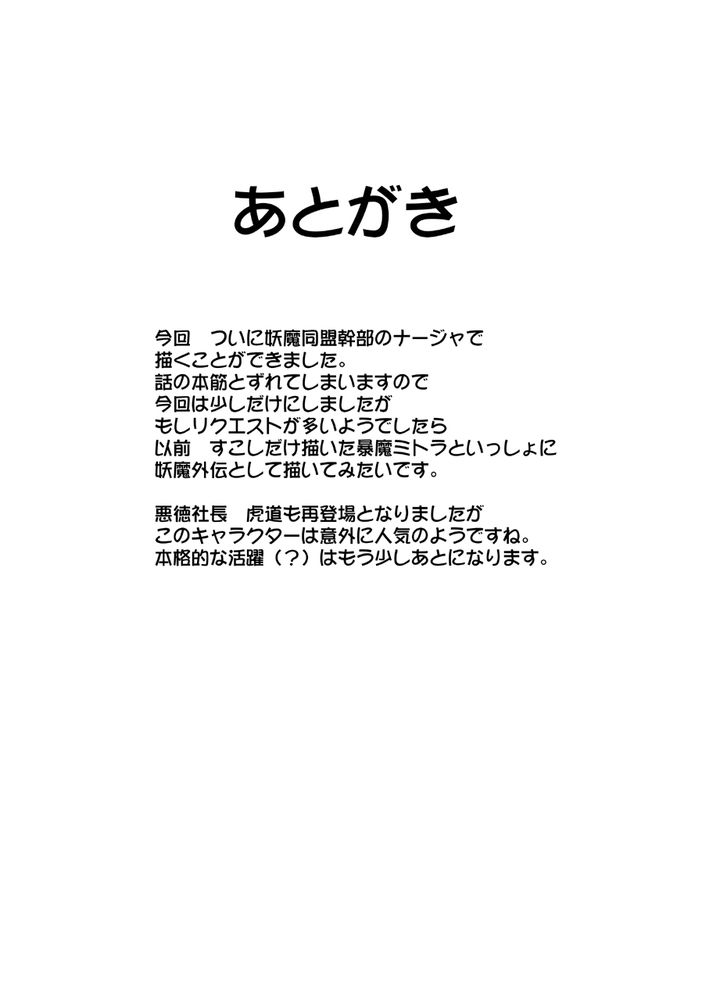 あとがき
今回　ついに妖魔同盟幹部のナージャで
描くことができました。
話の本筋とずれてしまいますので
今回は少しだけにしましたが
もしリクエストが多いようでしたら
以前　すこしだけ描いた暴魔ミトラといっしょに
妖魔外伝として描いてみたいです。
悪徳社長　虎道も再登場となりましたが
このキャラクターは意外に人気のようですね。
本格的な活躍（？）はもう少しあとになります。